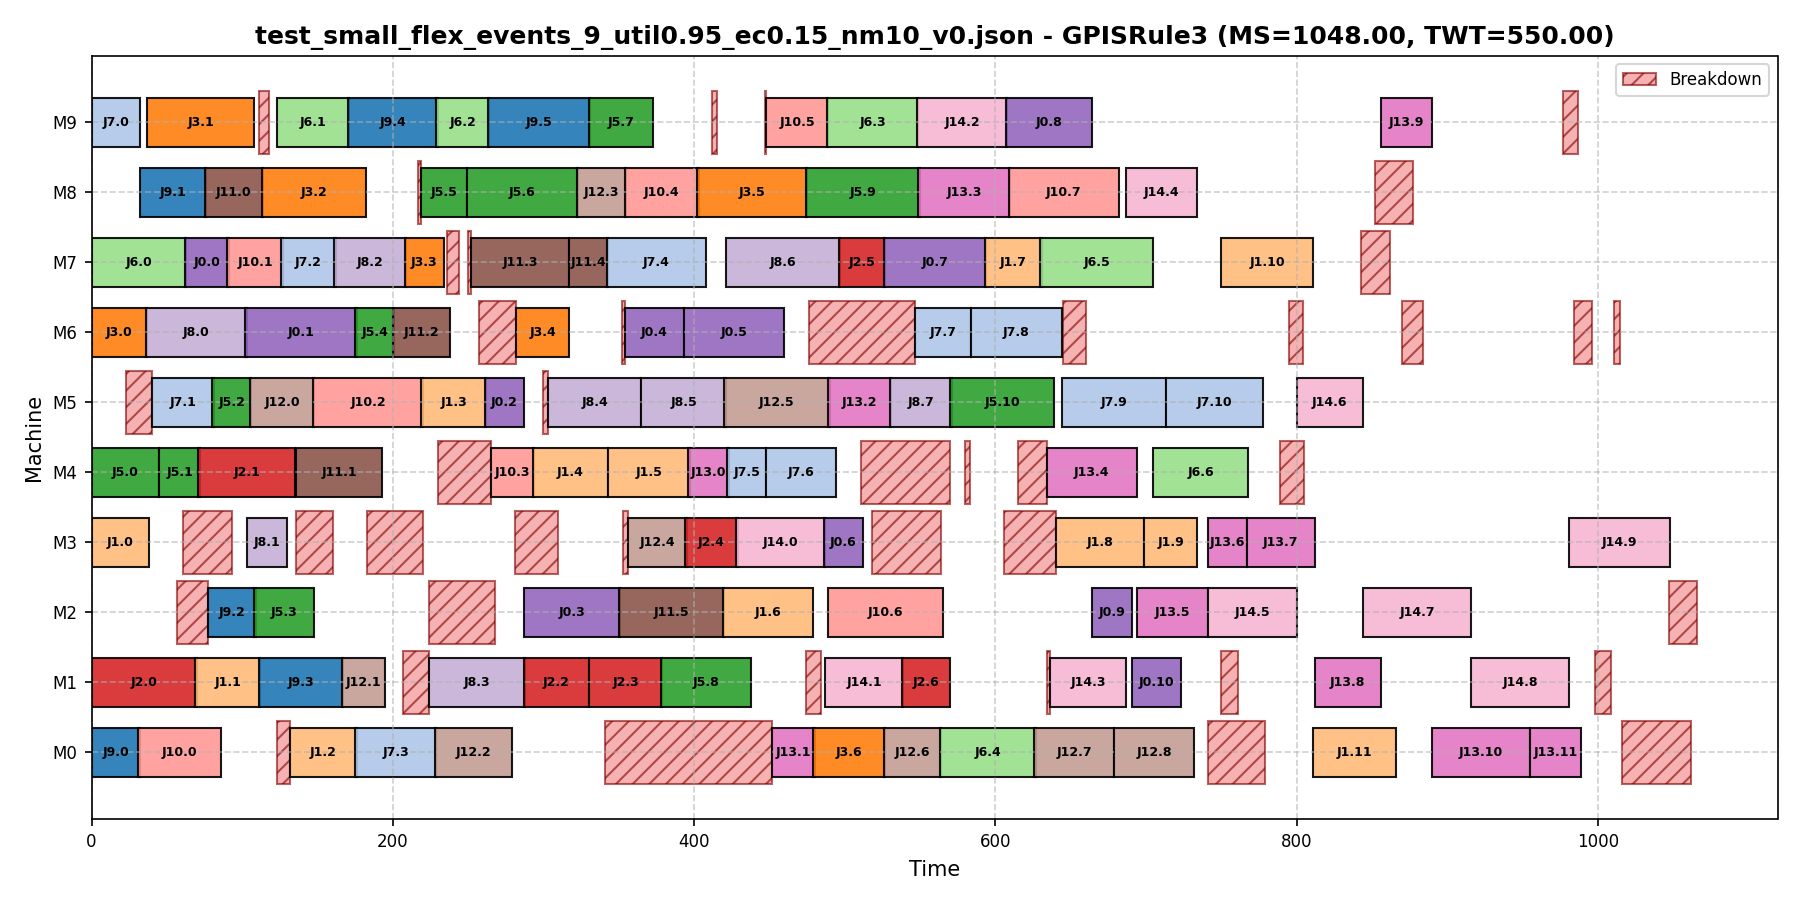 test_small_flex_events_9_util0.95_ec0.15_nm10_v0.json - GPISRule3 (MS=1048.00, TWT=550.00)
Breakdown
M9 J7.0 J3.1 J6.1 J9.4 J6.2 J9.5 J5.7 J10.5 J6.3 J14.2 J0.8 J13.9
M8 J9.1 J11.0 J3.2 J5.5 J5.6 J12.3 J10.4 J3.5 J5.9 J13.3 J10.7 J14.4
M7 J6.0 J0.0 J10.1 J7.2 J8.2 J3.3 J11.3 J11.4 J7.4 J8.6 J2.5 J0.7 J1.7 J6.5 J1.10
M6 J3.0 J8.0 J0.1 J5.4 J11.2 J3.4 J0.4 J0.5 J7.7 J7.8
M5 J7.1 J5.2 J12.0 J10.2 J1.3 J0.2 J8.4 J8.5 J12.5 J13.2 J8.7 J5.10 J7.9 J7.10 J14.6
M4 J5.0 J5.1 J2.1 J11.1 J10.3 J1.4 J1.5 J13.0 J7.5 J7.6 J13.4 J6.6
M3 J1.0 J8.1 J12.4 J2.4 J14.0 J0.6 J1.8 J1.9 J13.6 J13.7 J14.9
M2 J9.2 J5.3 J0.3 J11.5 J1.6 J10.6 J0.9 J13.5 J14.5 J14.7
M1 J2.0 J1.1 J9.3 J12.1 J8.3 J2.2 J2.3 J5.8 J14.1 J2.6 J14.3 J0.10 J13.8 J14.8
M0 J9.0 J10.0 J1.2 J7.3 J12.2 J13.1 J3.6 J12.6 J6.4 J12.7 J12.8 J1.11 J13.10 J13.11
Machine
0 200 400 600 800 1000
Time